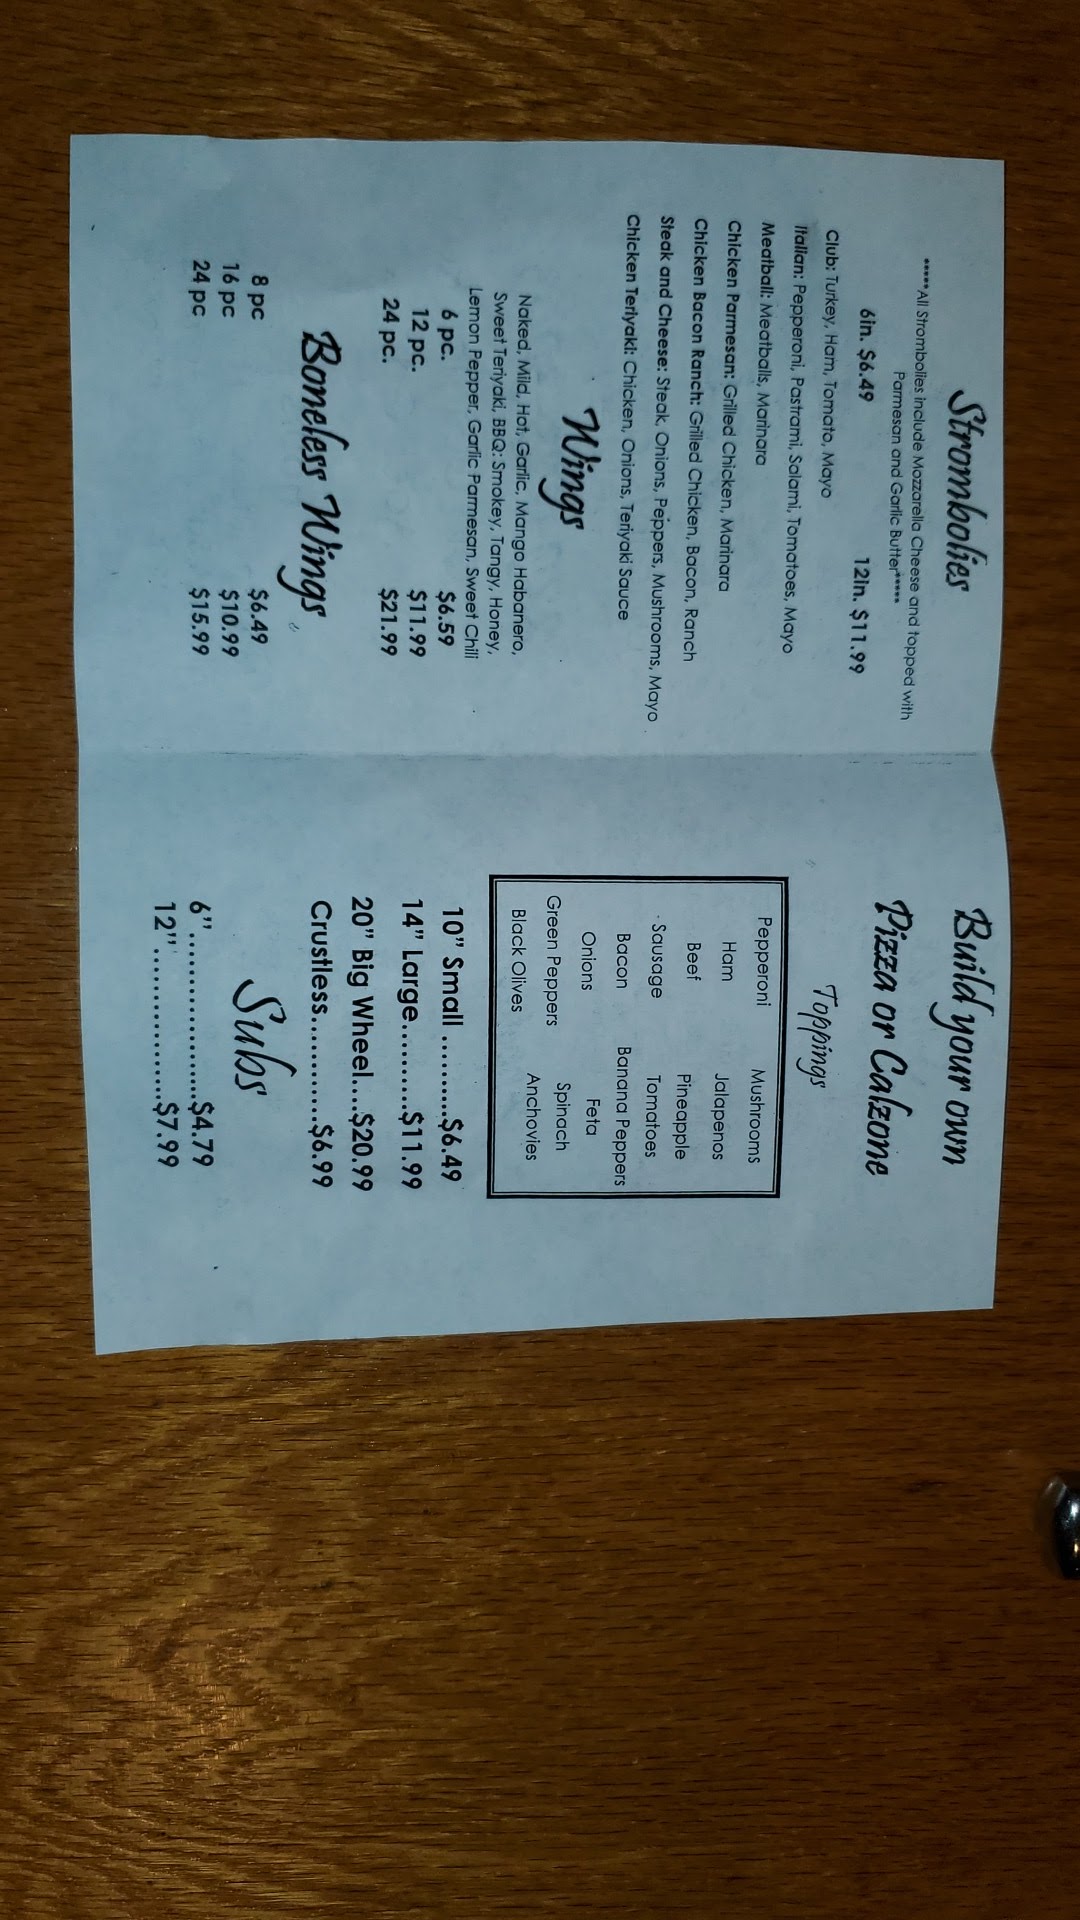 Strombolies
*****All Strombolies include Mozzarella Cheese and topped with
Parmesan and Garlic Butter*****
6in. $6.49 12in. $11.99
Club: Turkey, Ham, Tomato, Mayo
Italian: Pepperoni, Pastrami, Salami, Tomatoes, Mayo
Meatball: Meatballs, Marinara
Chicken Parmesan: Grilled Chicken, Marinara
Chicken Bacon Ranch: Grilled Chicken, Bacon, Ranch
Steak and Cheese: Steak, Onions, Peppers, Mushrooms, Mayo
Chicken Teriyaki: Chicken, Onions, Teriyaki Sauce
Wings
Naked, Mild, Hot, Garlic, Mango Habanero,
Sweet Teriyaki, BBQ: Smokey, Tangy, Honey,
Lemon Pepper, Garlic Parmesan, Sweet Chili
6 pc. $6.59
12 pc. $11.99
24 pc. $21.99
Boneless Wings
8 pc $6.49
16 pc $10.99
24 pc $15.99
Build your own
Pizza or Calzone
Toppings
Pepperoni Mushrooms
Ham Jalapenos
Beef Pineapple
Sausage Tomatoes
Bacon Banana Peppers
Onions Feta
Green Peppers Spinach
Black Olives Anchovies
10" Small..........$6.49
14" Large.........$11.99
20" Big Wheel...$20.99
Crustless............$6.99
Subs
6"..................$4.79
12"................$7.99